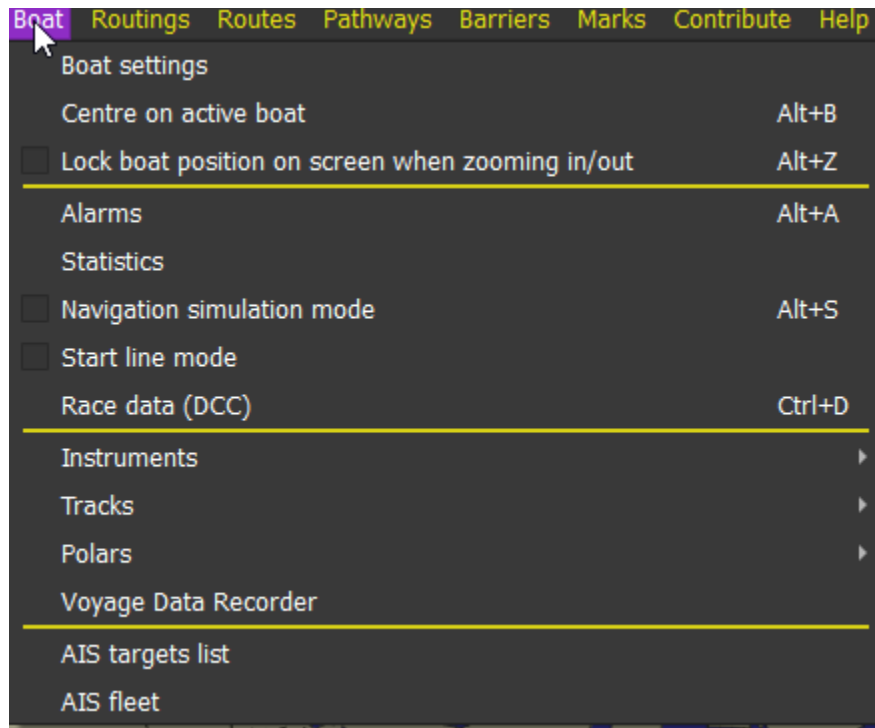 Boat Routings Routes Pathways Barriers Marks Contribute Help
Boat settings
Centre on active boat Alt+B
Lock boat position on screen when zooming in/out Alt+Z
Alarms Alt+A
Statistics
Navigation simulation mode Alt+S
Start line mode
Race data (DCC) Ctrl+D
Instruments
Tracks
Polars
Voyage Data Recorder
AIS targets list
AIS fleet